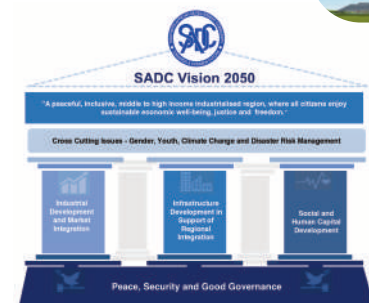 SADC
SADC Vision 2050
"A peaceful, inclusive, middle to high income industrialised region, where all citizens enjoy
sustainable economic well-being, justice and freedom."
Cross Cutting Issues - Gender, Youth, Climate Change and Disaster Risk Management
Industrial
Development
and Market
Integration
Infrastructure
Development in
Support of
Regional
Integration
Social and
Human Capital
Development
Peace, Security and Good Governance